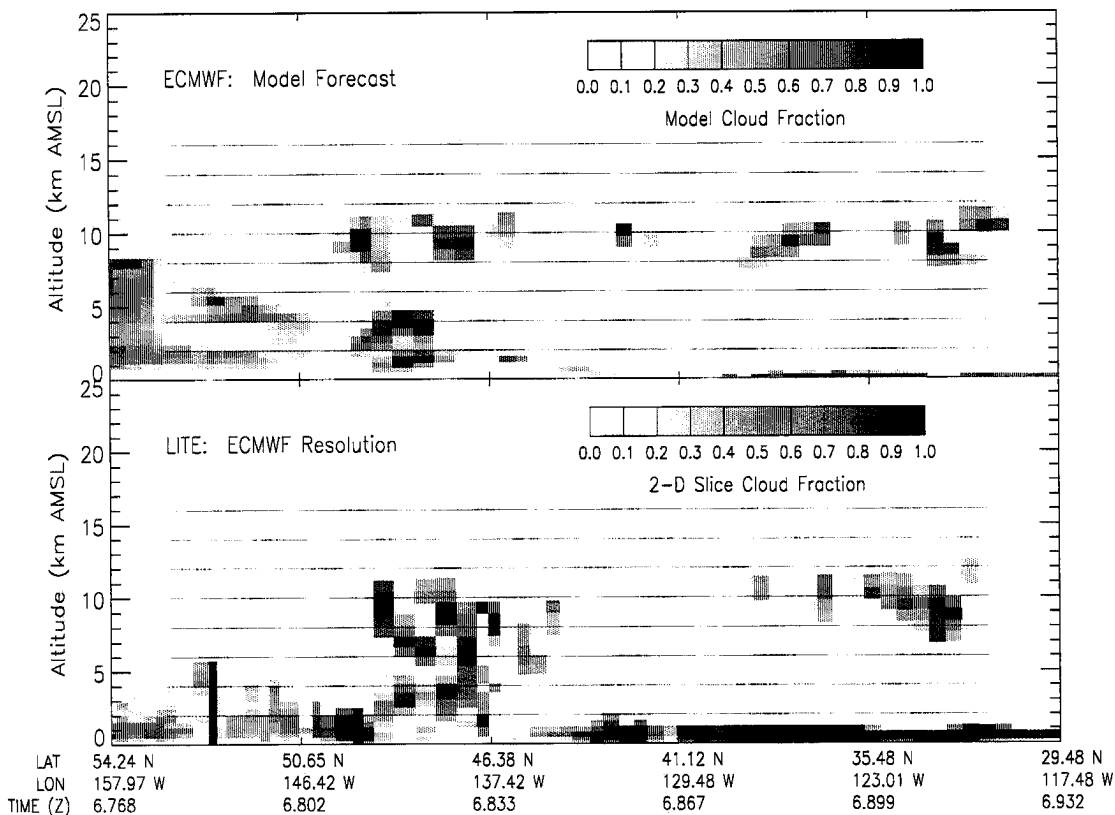 25
20
15
10
5
0
Altitude (km AMSL)
ECMWF: Model Forecast
0.0 0.1 0.2 0.3 0.4 0.5 0.6 0.7 0.8 0.9 1.0
Model Cloud Fraction
25
20
15
10
5
0
Altitude (km AMSL)
LITE: ECMWF Resolution
0.0 0.1 0.2 0.3 0.4 0.5 0.6 0.7 0.8 0.9 1.0
2-D Slice Cloud Fraction
LAT 54.24 N 50.65 N 46.38 N 41.12 N 35.48 N 29.48 N
LON 157.97 W 146.42 W 137.42 W 129.48 W 123.01 W 117.48 W
TIME (Z) 6.768 6.802 6.833 6.867 6.899 6.932